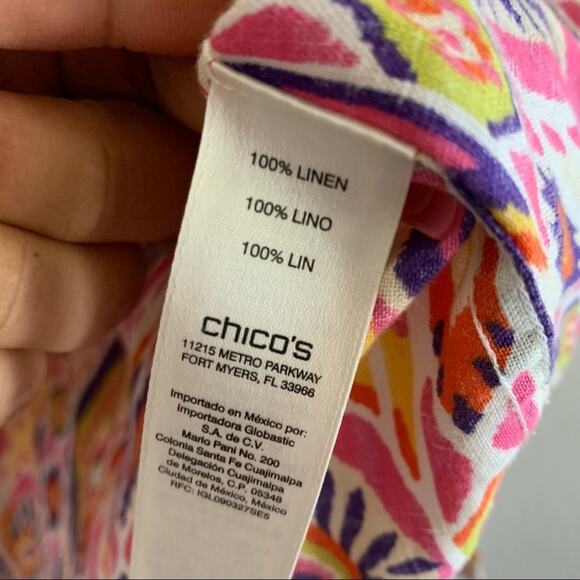 100% LINEN
100% LINO
100% LIN
chico's
11215 METRO PARKWAY
FORT MYERS, FL 33966
Importado en México por:
Importadora Globastic
S.A. de C.V.
Mario Pani No. 200
Colonia Santa Fe Cuajimalpa
Delegación Cuajimalpa
de Morelos, C.P. 05348
Ciudad de México, México
RFC: IGL090327SE5